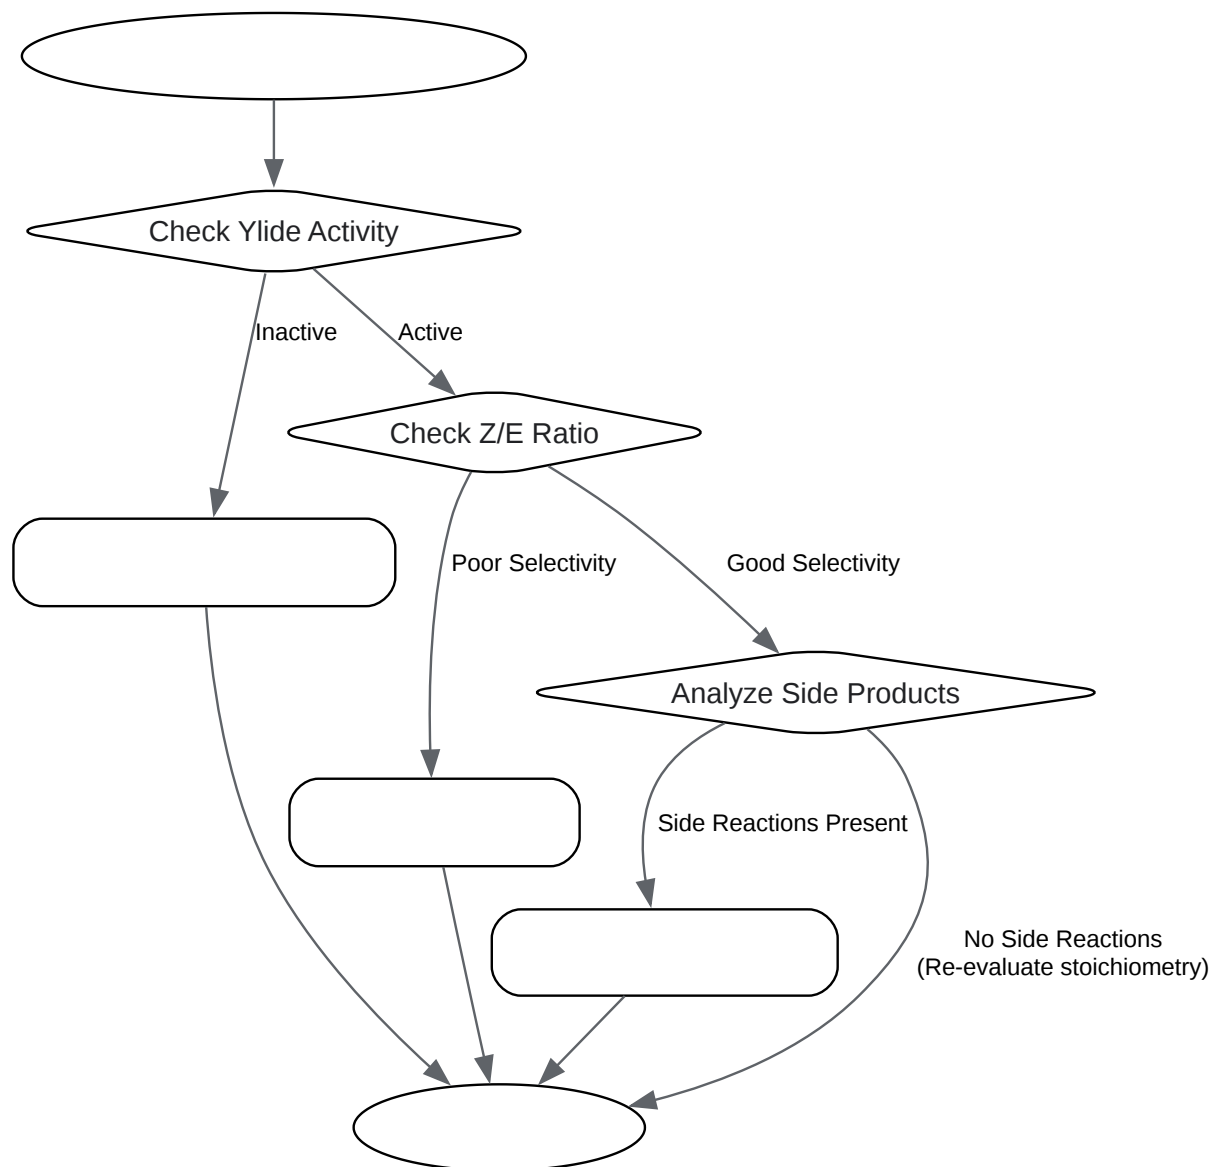 Check Ylide Activity
Inactive
Active
Check Z/E Ratio
Poor Selectivity
Good Selectivity
Analyze Side Products
Side Reactions Present
No Side Reactions
(Re-evaluate stoichiometry)